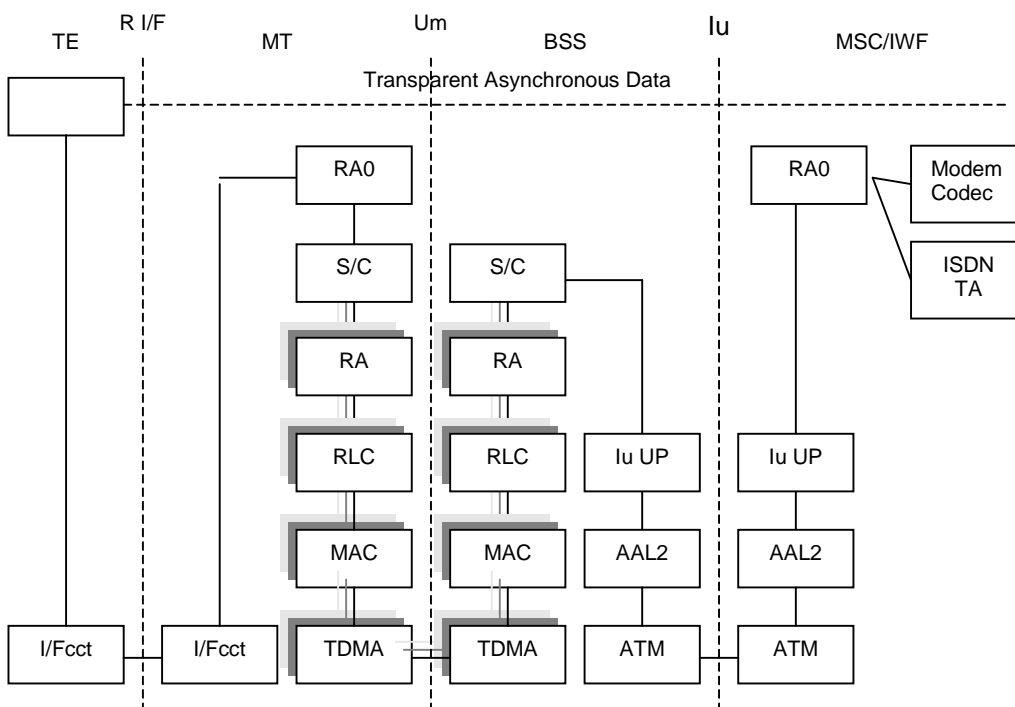 R I/F Um Iu
TE MT BSS MSC/IWF
Transparent Asynchronous Data
RA0 RA0 Modem
Codec
S/C S/C ISDN
TA
RA RA
RLC RLC Iu UP Iu UP
MAC MAC AAL2 AAL2
I/Fcct I/Fcct TDMA TDMA ATM ATM